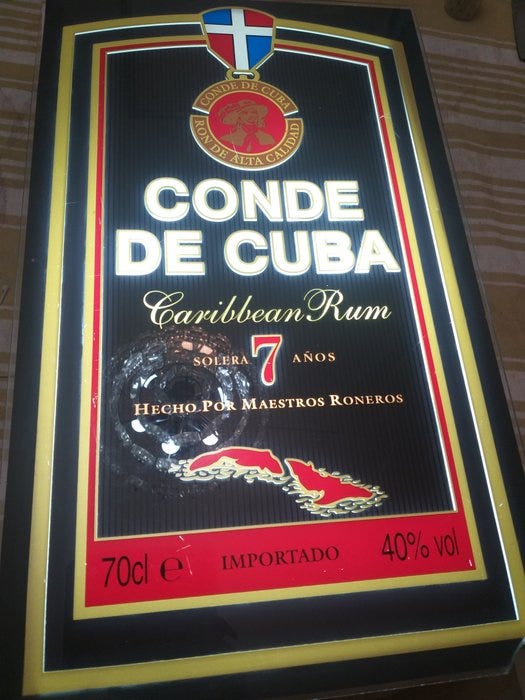 CONDE DE CUBA
RON DE ALTA CALIDAD
CONDE
DE CUBA
Caribbean Rum
SOLERA 7 AÑOS
HECHO POR MAESTROS RONEROS
70cl e IMPORTADO 40% vol